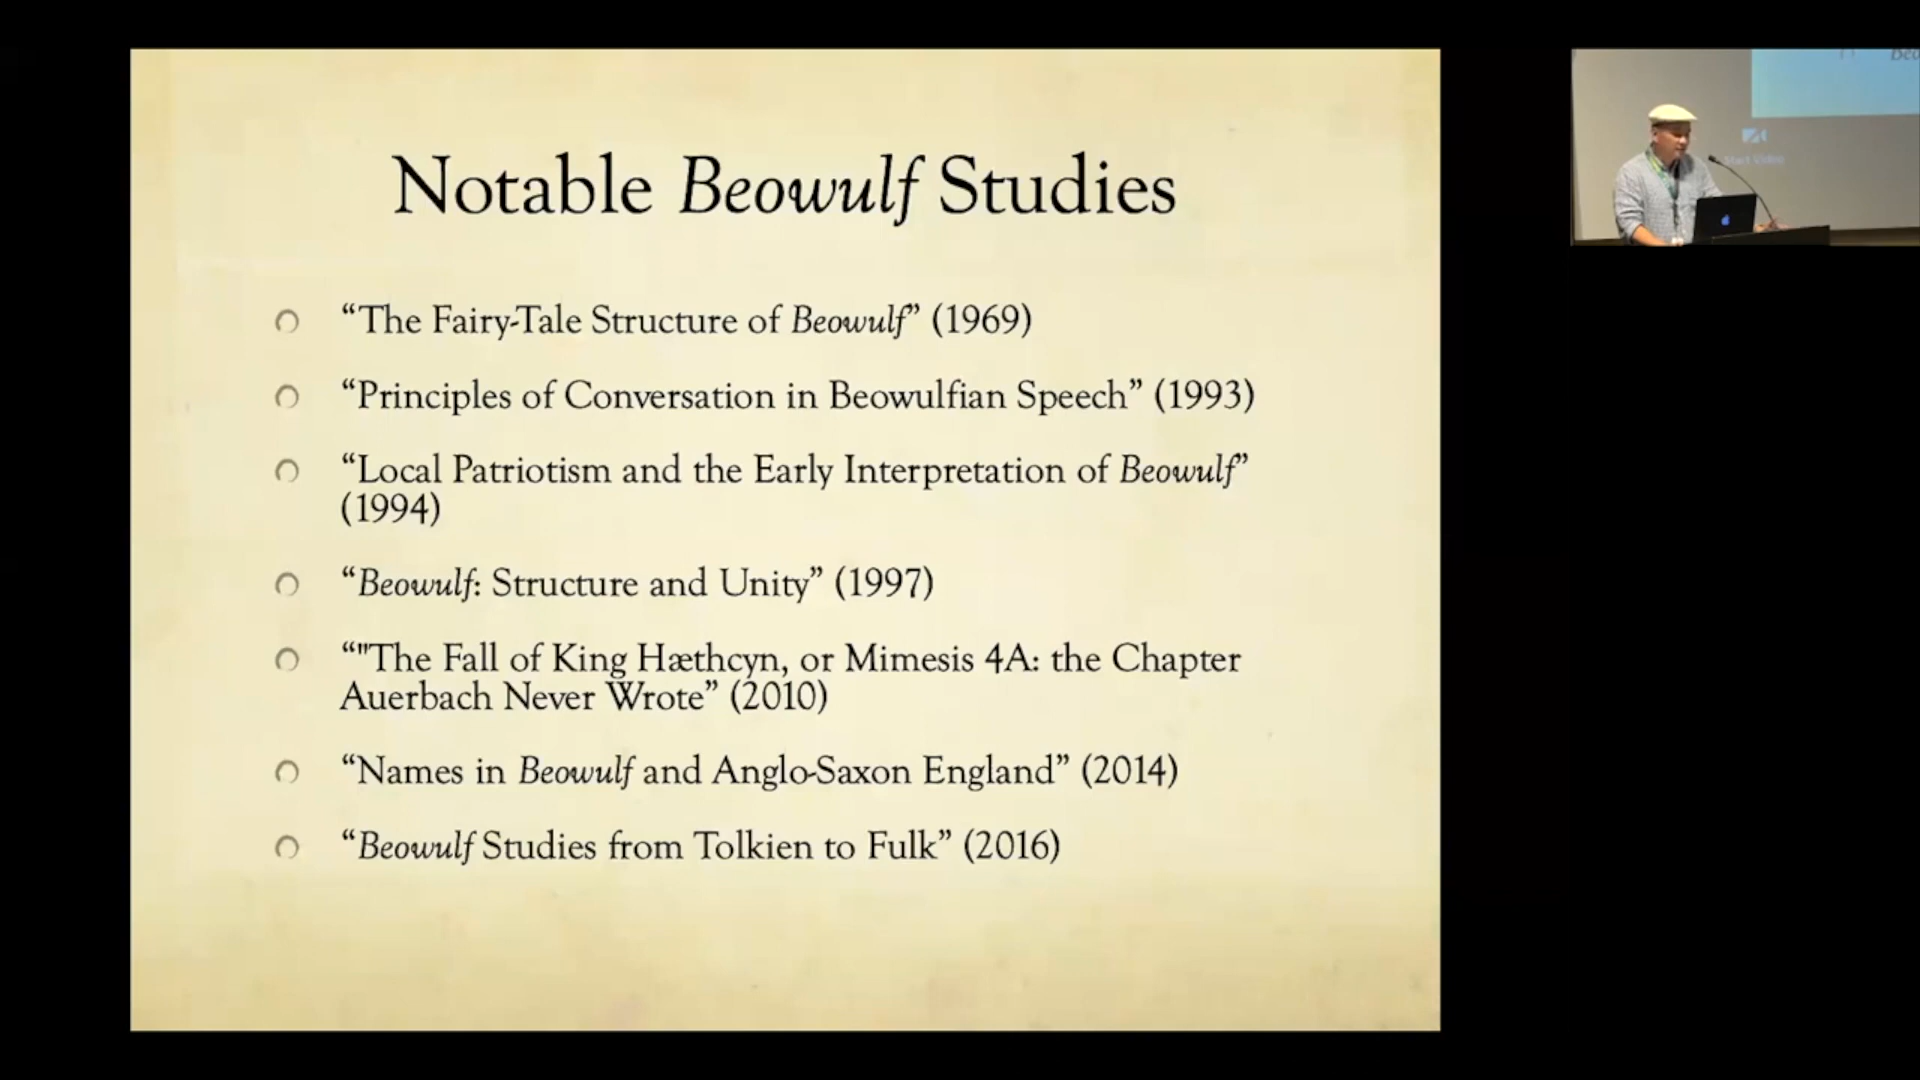 Notable Beowulf Studies
“The Fairy-Tale Structure of Beowulf” (1969)
“Principles of Conversation in Beowulfian Speech” (1993)
“Local Patriotism and the Early Interpretation of Beowulf”
(1994)
“Beowulf: Structure and Unity” (1997)
“"The Fall of King Hæthcyn, or Mimesis 4A: the Chapter
Auerbach Never Wrote” (2010)
“Names in Beowulf and Anglo-Saxon England” (2014)
“Beowulf Studies from Tolkien to Fulk” (2016)
Start Video